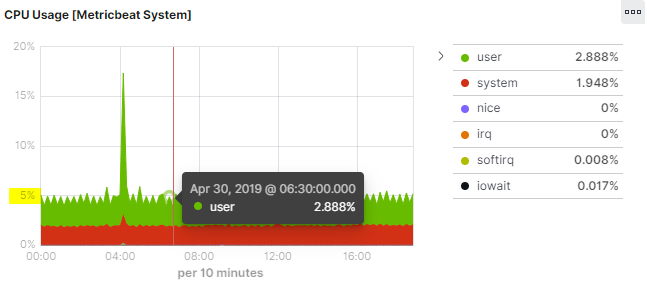 CPU Usage [Metricbeat System]
20%
15%
10%
5%
0%
00:00
04:00
08:00
12:00
16:00
per 10 minutes
Apr 30, 2019 @ 06:30:00.000
user 2.888%
user 2.888%
system 1.948%
nice 0%
irq 0%
softirq 0.008%
iowait 0.017%